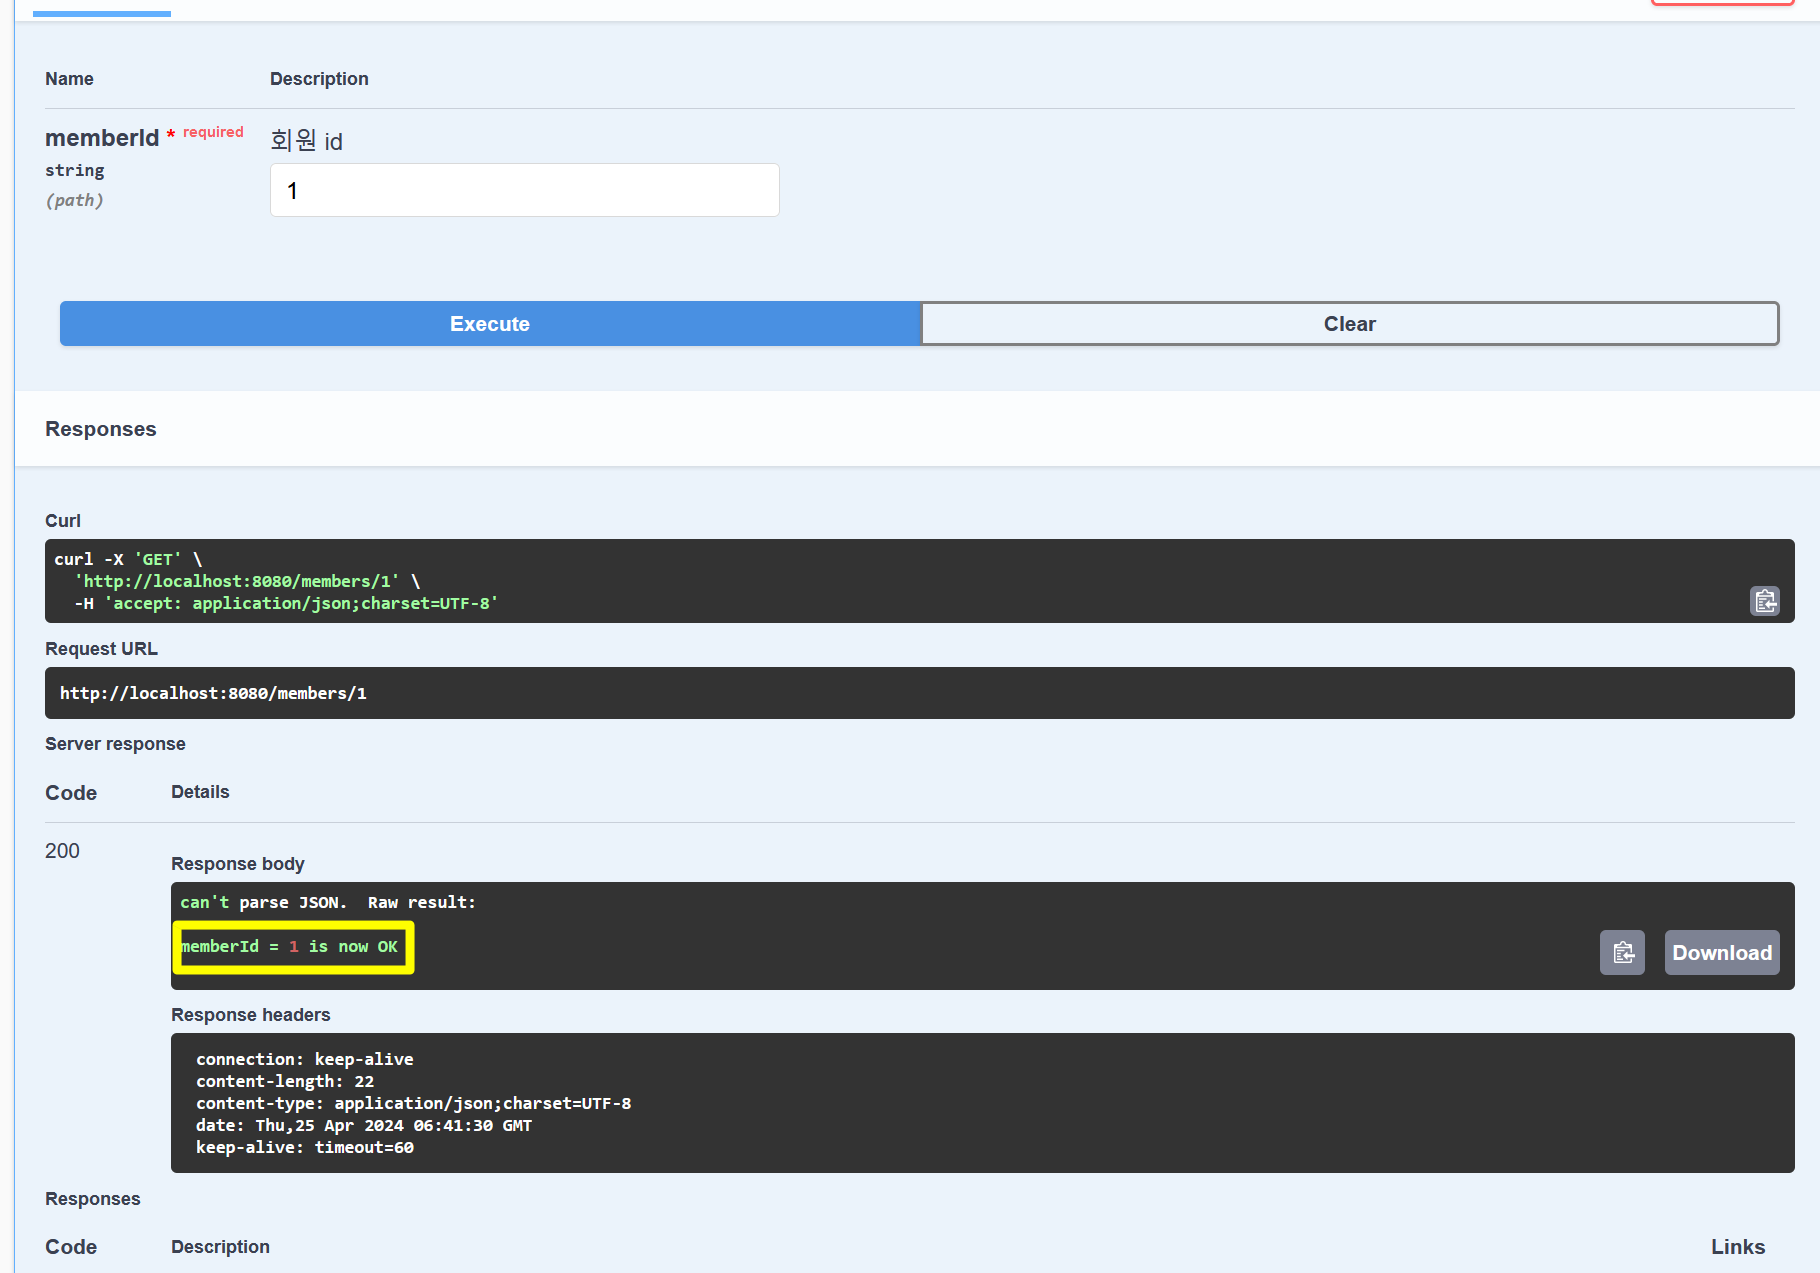 Name Description
memberId * required 회원 id
string
(path)
1
Execute Clear
Responses
Curl
curl -X 'GET' \
'http://localhost:8080/members/1' \
-H 'accept: application/json;charset=UTF-8'
Request URL
http://localhost:8080/members/1
Server response
Code Details
200
Response body
can't parse JSON.  Raw result:
memberId = 1 is now OK
Download
Response headers
connection: keep-alive
content-length: 22
content-type: application/json;charset=UTF-8
date: Thu,25 Apr 2024 06:41:30 GMT
keep-alive: timeout=60
Responses
Code Description Links